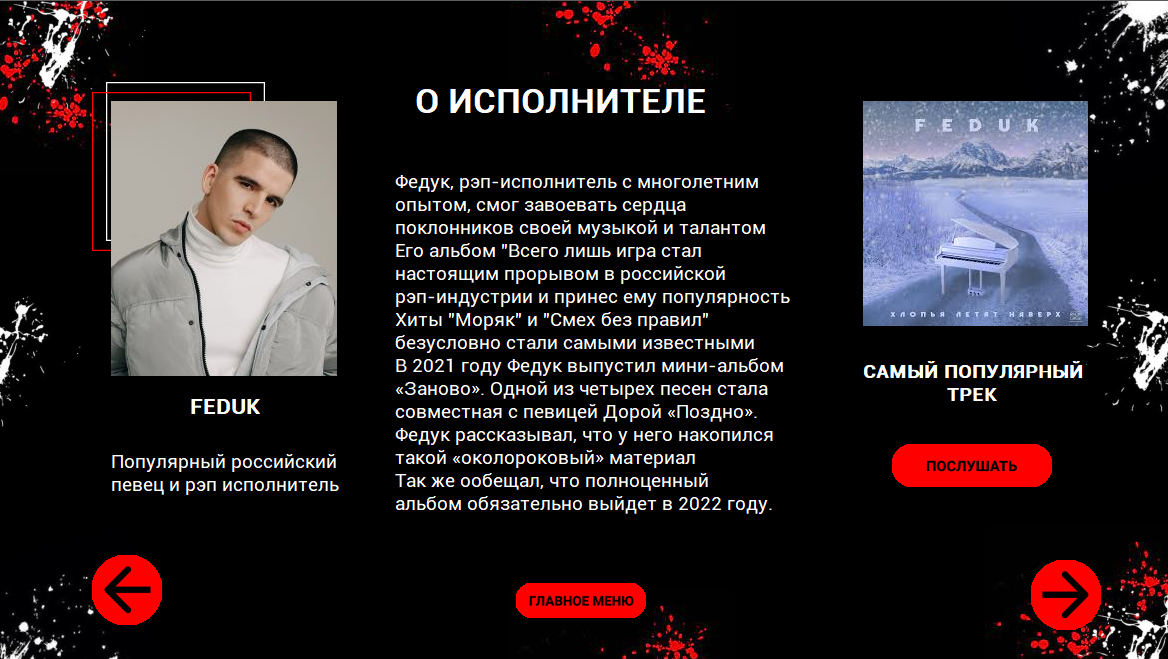 О ИСПОЛНИТЕЛЕ
FEDUK
Популярный российский
певец и рэп исполнитель
Федук, рэп-исполнитель с многолетним
опытом, смог завоевать сердца
поклонников своей музыкой и талантом
Его альбом "Всего лишь игра стал
настоящим прорывом в российской
рэп-индустрии и принес ему популярность
Хиты "Моряк" и "Смех без правил"
безусловно стали самыми известными
В 2021 году Федук выпустил мини-альбом
«Заново». Одной из четырех песен стала
совместная с певицей Дорой «Поздно».
Федук рассказывал, что у него накопился
такой «околороковый» материал
Так же ообещал, что полноценный
альбом обязательно выйдет в 2022 году.
FEDUK
ХЛОПЬЯ ЛЕТЯТ НАВЕРХ
САМЫЙ ПОПУЛЯРНЫЙ
ТРЕК
ПОСЛУШАТЬ
ГЛАВНОЕ МЕНЮ